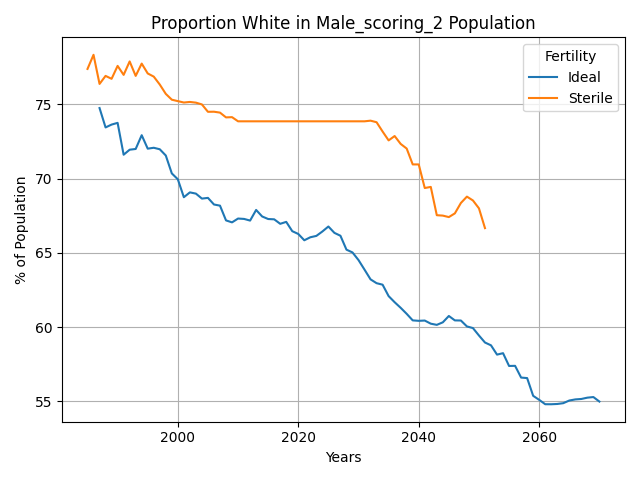 Proportion White in Male_scoring_2 Population
Fertility
Ideal
Sterile
% of Population
75
70
65
60
55
2000
2020
2040
2060
Years